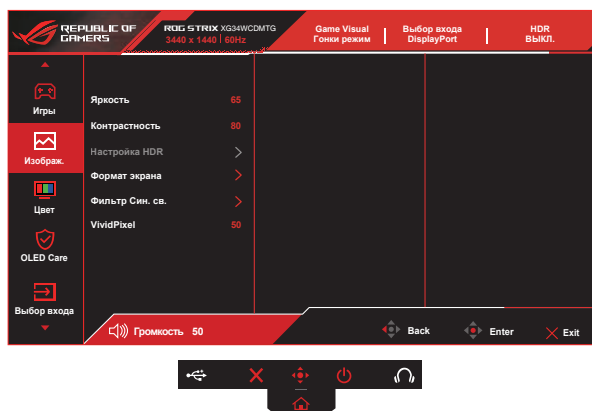 REPUBLIC OF
GAMERS
ROG STRIX XG34WCDMTG
3440 x 1440 | 60Hz
Game Visual
Гонки режим
Выбор входа
DisplayPort
HDR
ВЫКЛ.
Игры
Изображ.
Цвет
OLED Care
Выбор входа
Яркость 65
Контрастность 80
Настройка HDR
Формат экрана
Фильтр Син. св.
VividPixel 50
Громкость 50
Back
Enter
Exit